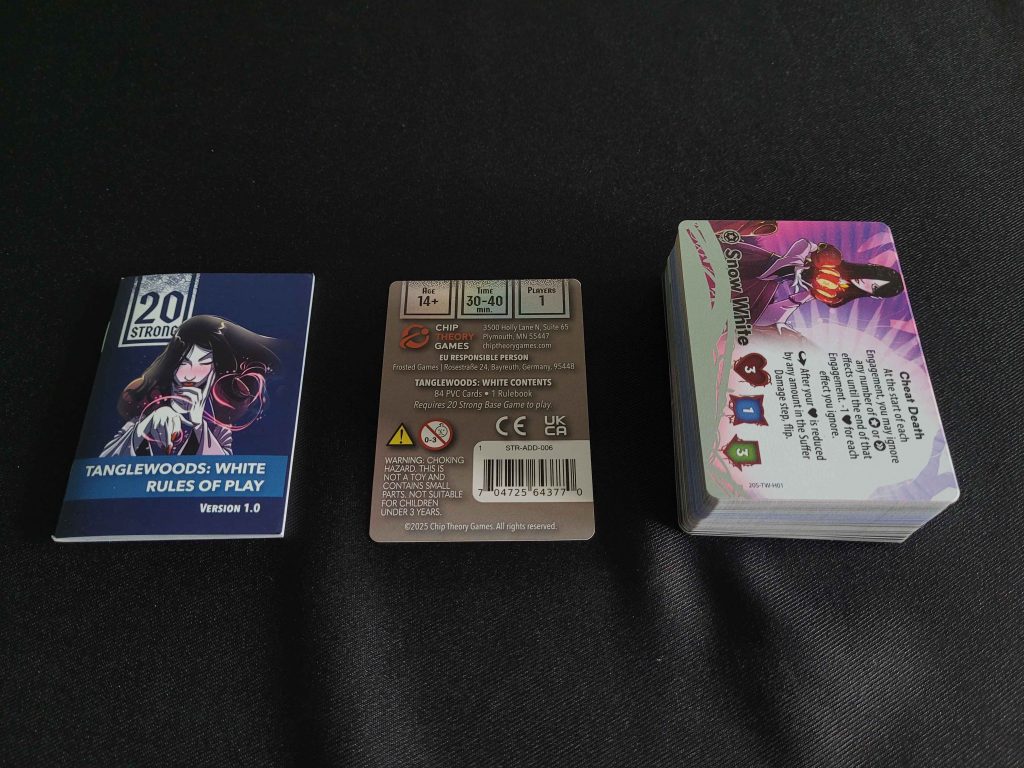 20
STRONG
TANGLEWOODS: WHITE
RULES OF PLAY
VERSION 1.0
AGE
14+
TIME
30-40
MIN.
PLAYERS
1
CHIP
THEORY
GAMES
3500 Holly Lane N, Suite 65
Plymouth, MN 55447
chiptheorygames.com
EU RESPONSIBLE PERSON
Frosted Games | Rosestraße 24, Bayreuth, Germany, 95448
TANGLEWOODS: WHITE CONTENTS
84 PVC Cards • 1 Rulebook
Requires 20 Strong Base Game to play.
0-3
CE
UK
CA
WARNING: CHOKING
HAZARD. THIS IS
NOT A TOY AND
CONTAINS SMALL
PARTS. NOT SUITABLE
FOR CHILDREN
UNDER 3 YEARS.
1
STR-ADD-006
7 04725 64377 0
©2025 Chip Theory Games. All rights reserved.
Snow White
3
1
3
Cheat Death
At the start of each
Engagement, you may ignore
any number of or
effects until the end of that
Engagement. -1 for each
effect you ignore.
After your is reduced
by any amount in the Suffer
Damage step, flip.
20S-TW-H01